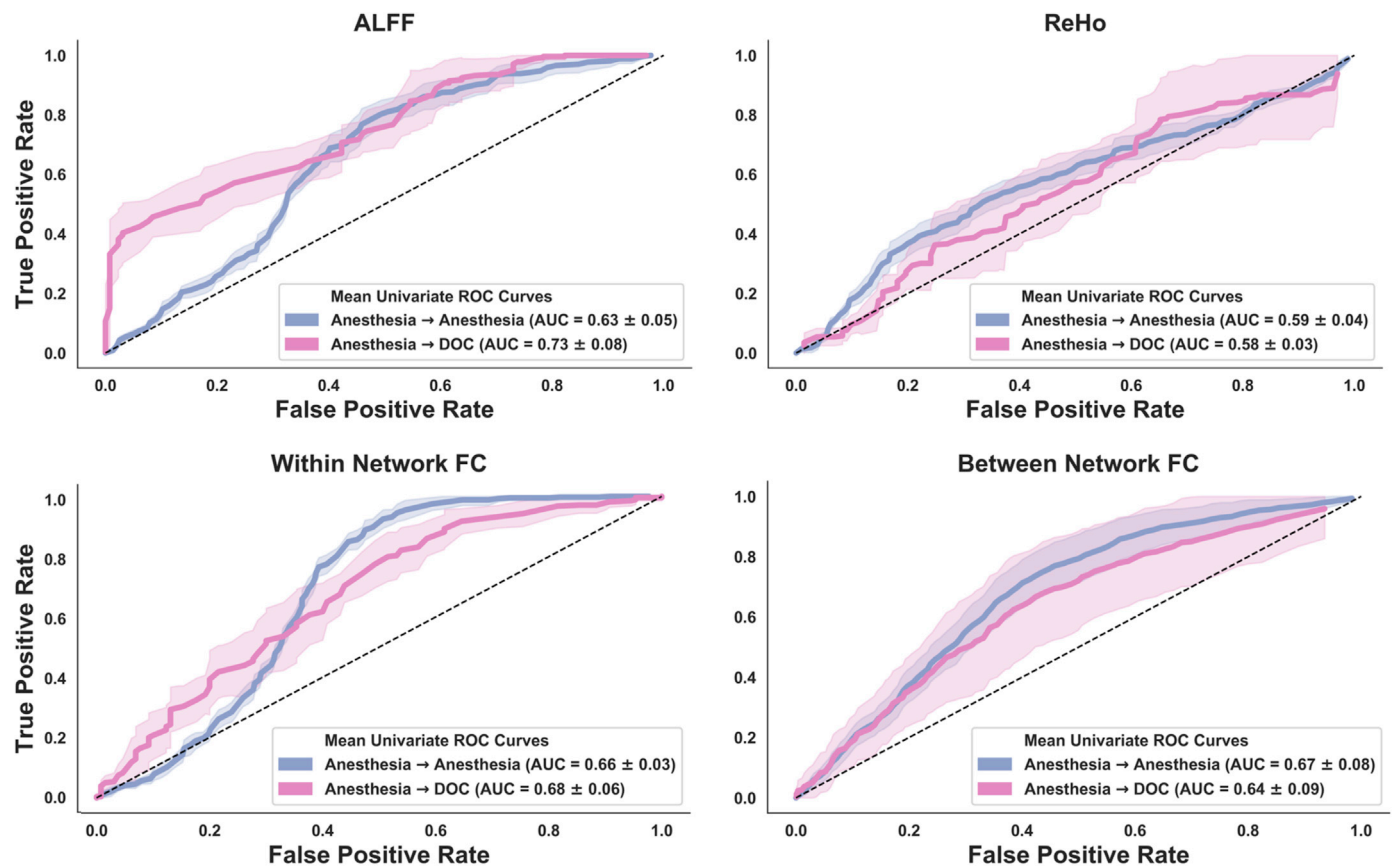 ALFF
1.0
0.8
0.6
0.4
0.2
0.0
True Positive Rate
Mean Univariate ROC Curves
Anesthesia → Anesthesia (AUC = 0.63 ± 0.05)
Anesthesia → DOC (AUC = 0.73 ± 0.08)
0.0 0.2 0.4 0.6 0.8 1.0
False Positive Rate
ReHo
1.0
0.8
0.6
0.4
0.2
0.0
Mean Univariate ROC Curves
Anesthesia → Anesthesia (AUC = 0.59 ± 0.04)
Anesthesia → DOC (AUC = 0.58 ± 0.03)
0.0 0.2 0.4 0.6 0.8 1.0
False Positive Rate
Within Network FC
1.0
0.8
0.6
0.4
0.2
0.0
True Positive Rate
Mean Univariate ROC Curves
Anesthesia → Anesthesia (AUC = 0.66 ± 0.03)
Anesthesia → DOC (AUC = 0.68 ± 0.06)
0.0 0.2 0.4 0.6 0.8 1.0
False Positive Rate
Between Network FC
1.0
0.8
0.6
0.4
0.2
0.0
Mean Univariate ROC Curves
Anesthesia → Anesthesia (AUC = 0.67 ± 0.08)
Anesthesia → DOC (AUC = 0.64 ± 0.09)
0.0 0.2 0.4 0.6 0.8 1.0
False Positive Rate